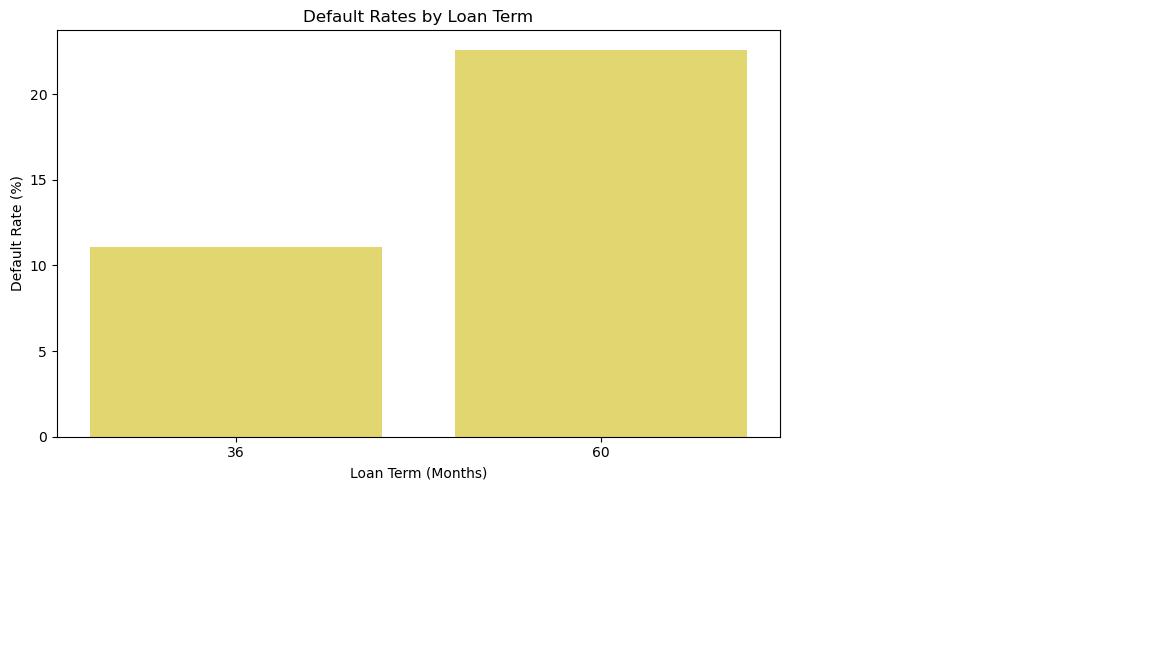 Default Rates by Loan Term
Default Rate (%)
20
15
10
5
0
36
60
Loan Term (Months)